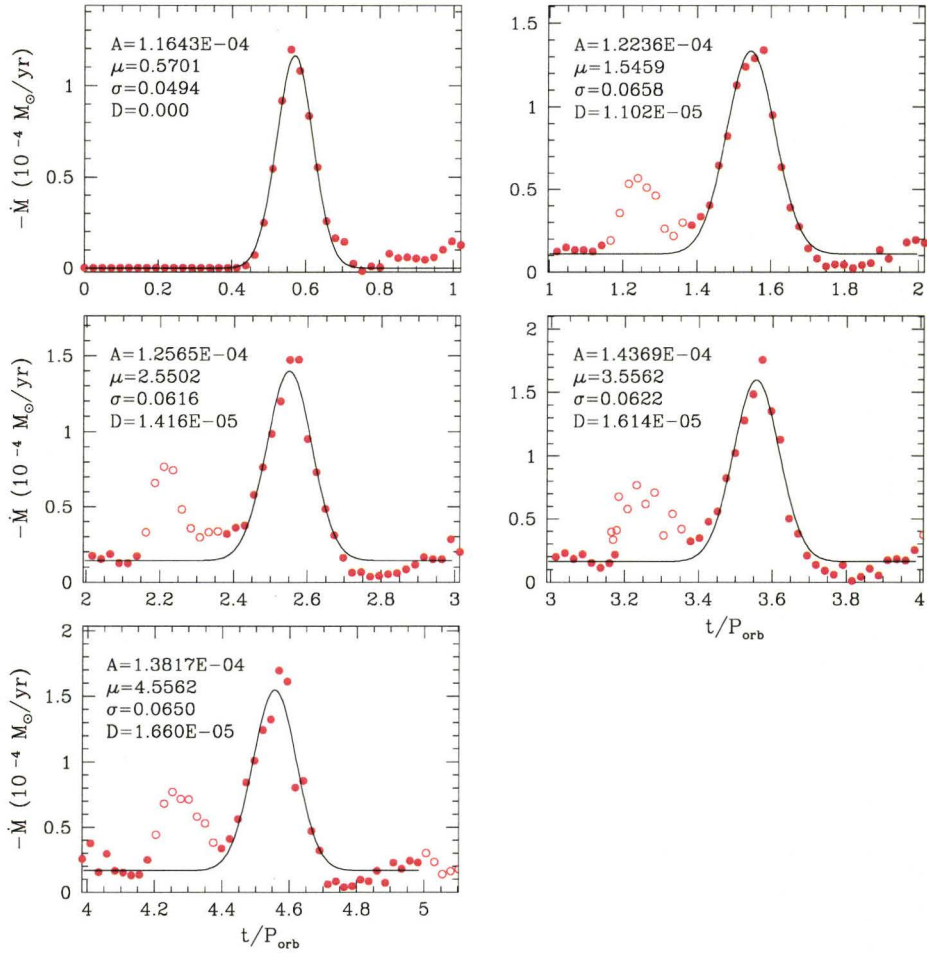 A=1.1643E−04
μ=0.5701
σ=0.0494
D=0.000
−Ṁ (10⁻⁴ M⊙/yr)
1
0.5
0
0 0.2 0.4 0.6 0.8 1
A=1.2236E−04
μ=1.5459
σ=0.0658
D=1.102E−05
1.5
1
0.5
0
1 1.2 1.4 1.6 1.8 2
A=1.2565E−04
μ=2.5502
σ=0.0616
D=1.416E−05
−Ṁ (10⁻⁴ M⊙/yr)
1.5
1
0.5
0
2 2.2 2.4 2.6 2.8 3
A=1.4369E−04
μ=3.5562
σ=0.0622
D=1.614E−05
2
1.5
1
0.5
0
3 3.2 3.4 3.6 3.8 4
t/Porb
A=1.3817E−04
μ=4.5562
σ=0.0650
D=1.660E−05
−Ṁ (10⁻⁴ M⊙/yr)
2
1.5
1
0.5
0
4 4.2 4.4 4.6 4.8 5
t/Porb